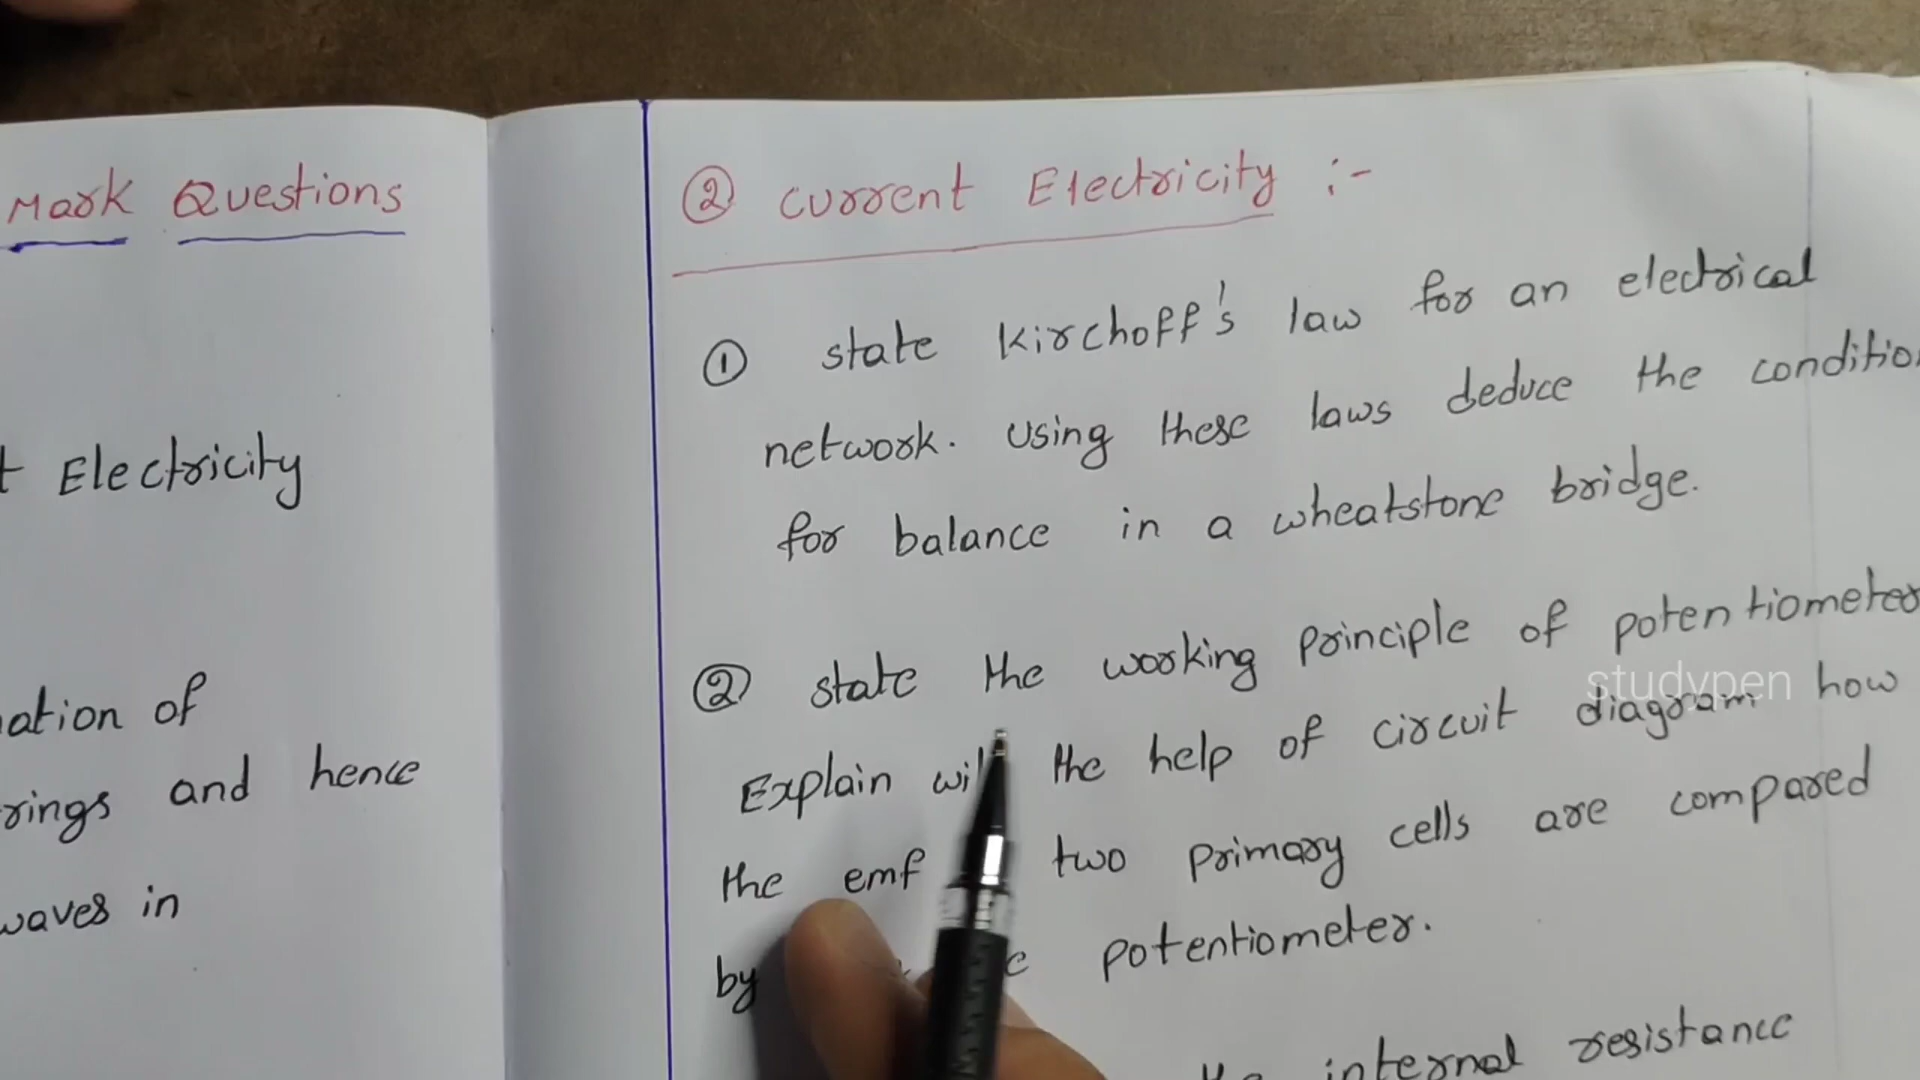 Mark Questions
Electricity
ation of
rings and hence
waves in
② current Electricity :-
① state kirchoff's law for an electrical
network. Using these laws deduce the condition
for balance in a wheatstone bridge.
② state the working principle of potentiometer
Explain the help of circuit diagram how
the emf two primary cells are compared
by potentiometer.
internal resistance
studypen